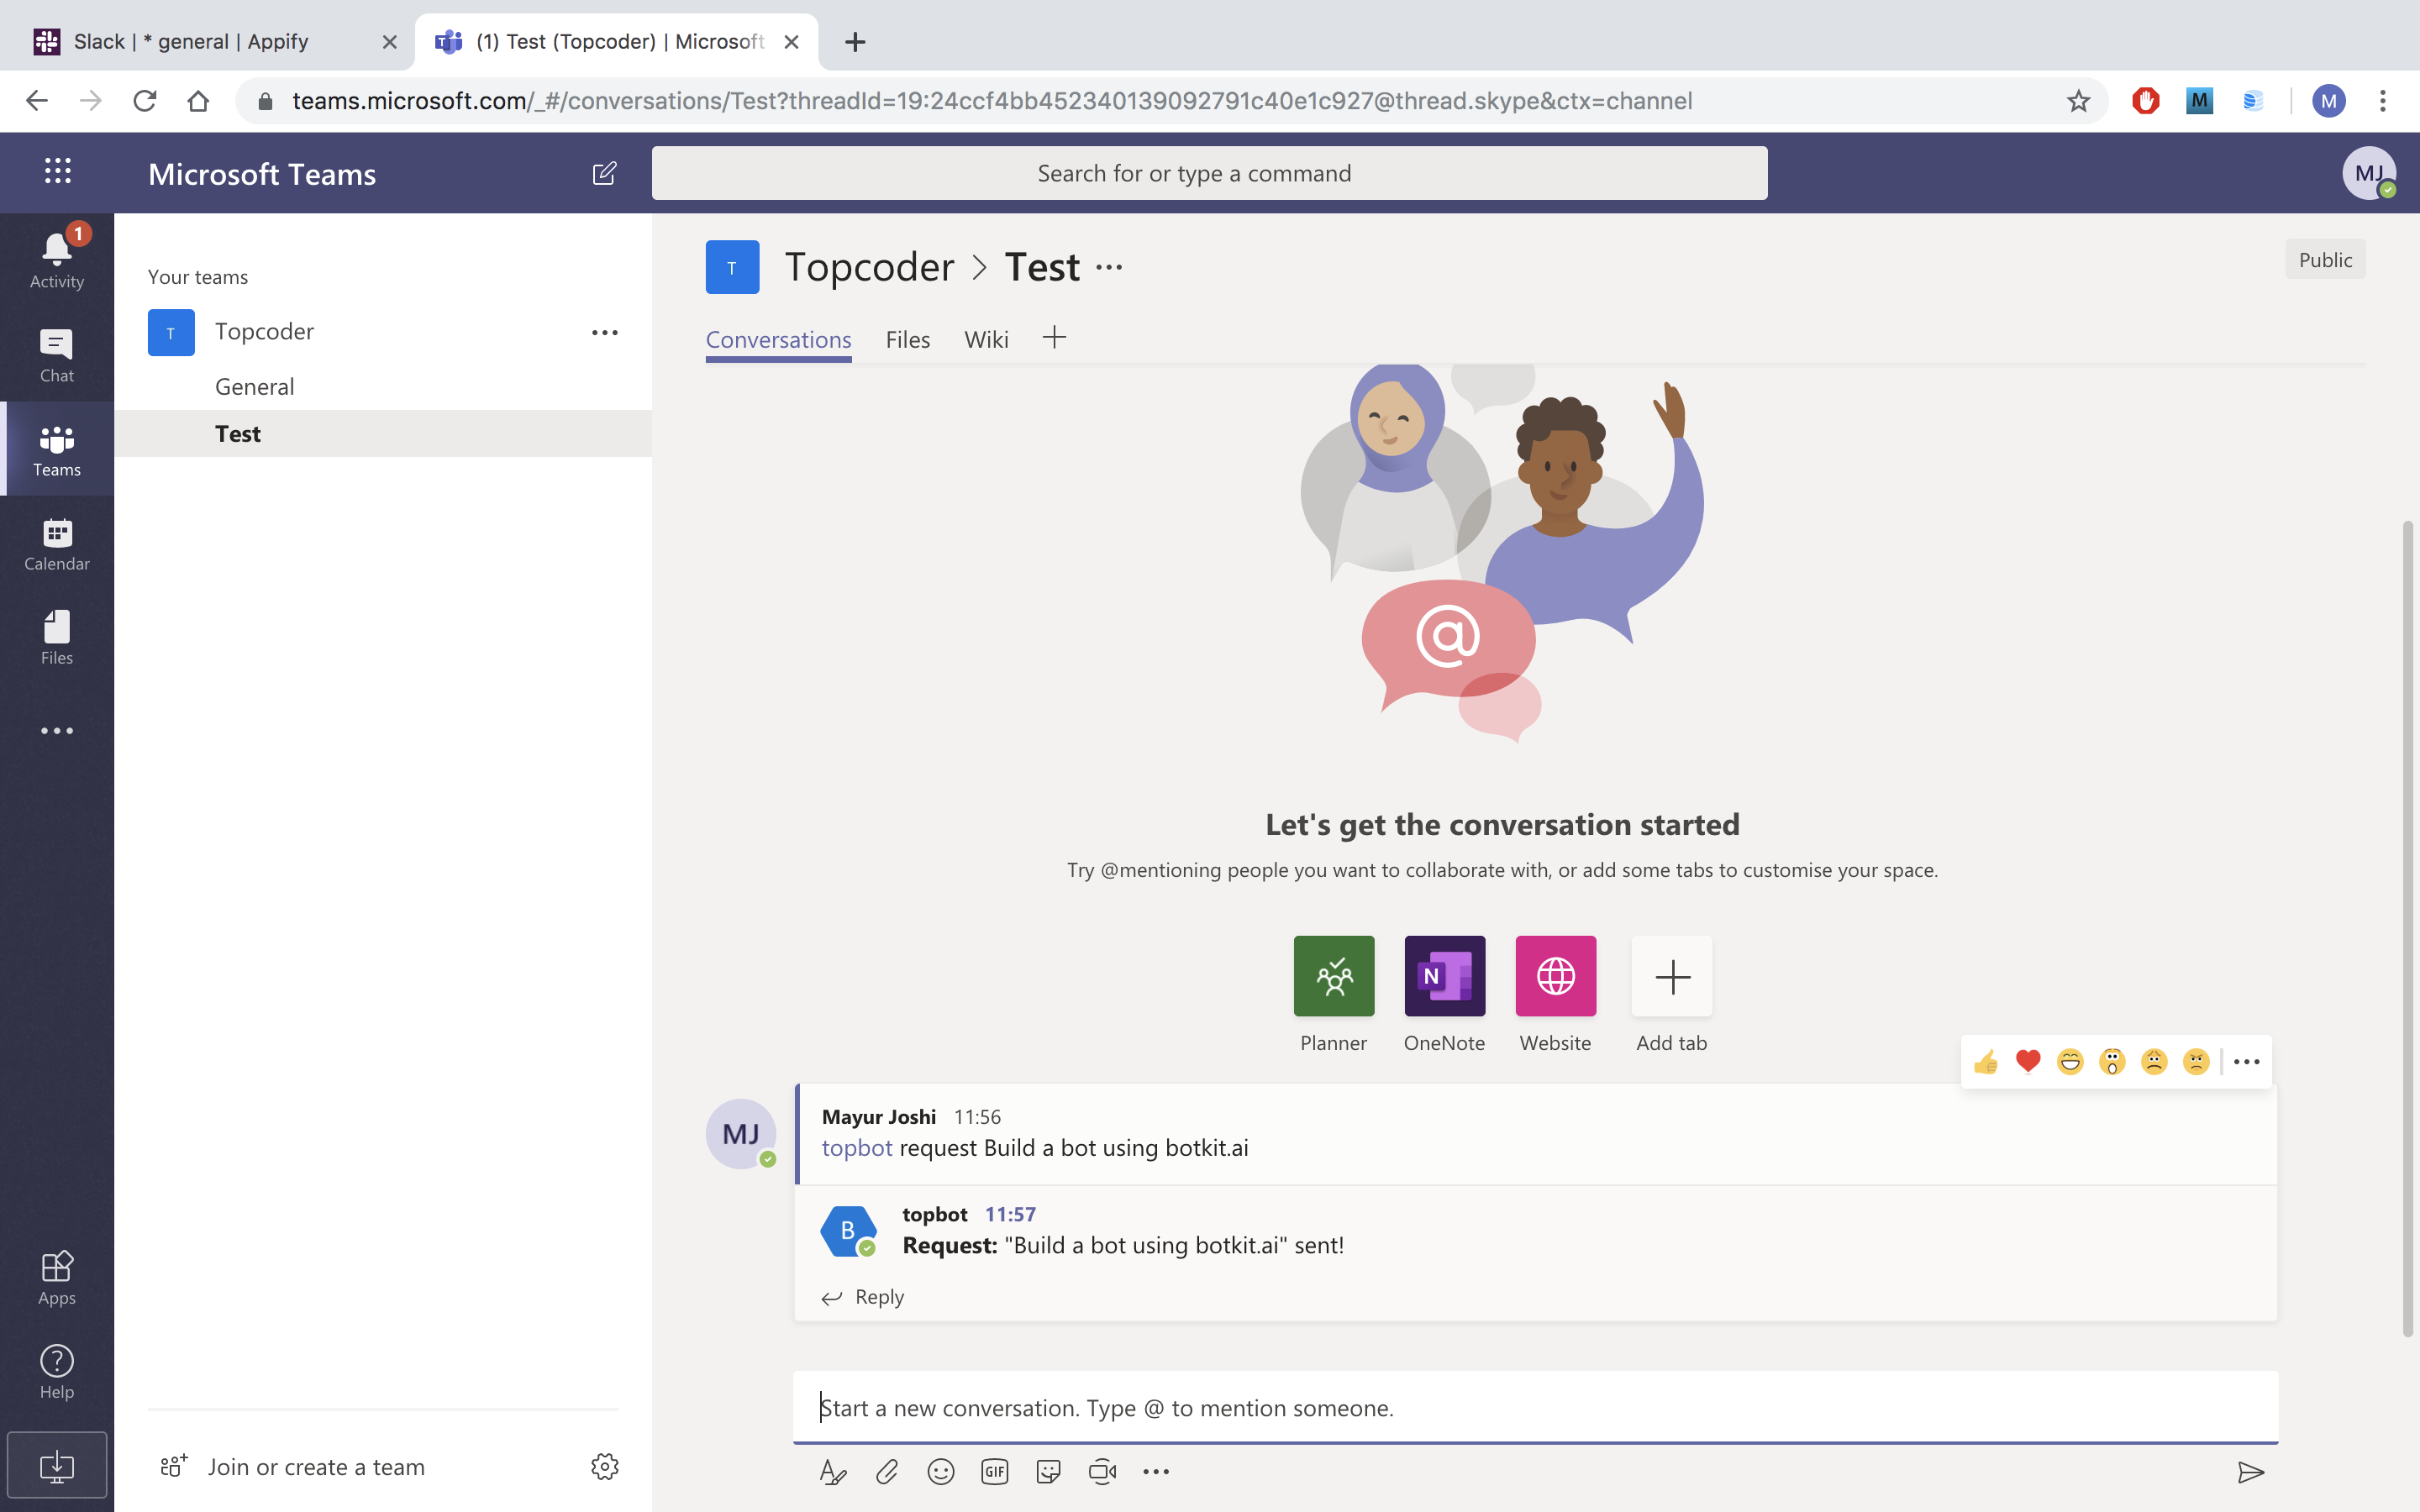 Slack | * general | Appify
(1) Test (Topcoder) | Microsoft
teams.microsoft.com/_#/conversations/Test?threadId=19:24ccf4bb452340139092791c40e1c927@thread.skype&ctx=channel
M
M
Microsoft Teams
Search for or type a command
MJ
1
Activity
Chat
Teams
Calendar
Files
Apps
Help
Your teams
T
Topcoder
General
Test
Join or create a team
T
Topcoder > Test
Public
Conversations
Files
Wiki
@
Let's get the conversation started
Try @mentioning people you want to collaborate with, or add some tabs to customise your space.
N
Planner
OneNote
Website
Add tab
MJ
Mayur Joshi 11:56
topbot request Build a bot using botkit.ai
B
topbot 11:57
Request: "Build a bot using botkit.ai" sent!
Reply
Start a new conversation. Type @ to mention someone.
GIF